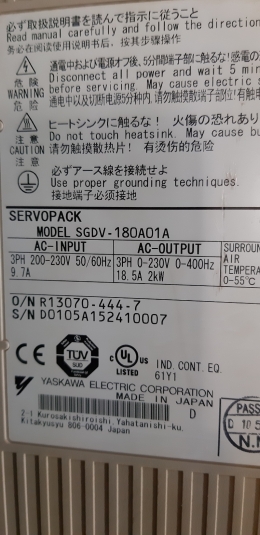 必ず取扱説明書を読んで指示に従うこと
Read manual carefully and follow the direction
务必在阅读使用说明书后，按其步骤操作
危険 通電中および電源オフ後、5分間端子部に触るな！感電の
WARNING Disconnect all power and wait 5 min
before servicing. May cause
危险 通电中以及切断电源5分钟内,请勿触摸端子部位!有触电
注意 ヒートシンクに触るな！ 火傷の恐れあり
CAUTION Do not touch heatsink. May cause bu
注意 请勿触摸散热片！ 有烫伤的危险
必ずアース線を接続せよ
Use proper grounding techniques.
接地端子必须接地
SERVOPACK
MODEL SGDV-180A01A
AC-INPUT AC-OUTPUT SURROUN
3PH 200-230V 50/60Hz 3PH 0-230V 0-400Hz AIR
9.7A 18.5A 2kW TEMPERA
0-55℃
O/N R13070-444-7
S/N D0105A152410007
CE TÜV C UL US LISTED IND. CONT. EQ.
61Y1
YASKAWA ELECTRIC CORPORATION
MADE IN JAPAN
D
2-1 Kurosakishiroishi, Yahatanishi-ku,
Kitakyusyu 806-0004 Japan
PASS
D 10 5
N.